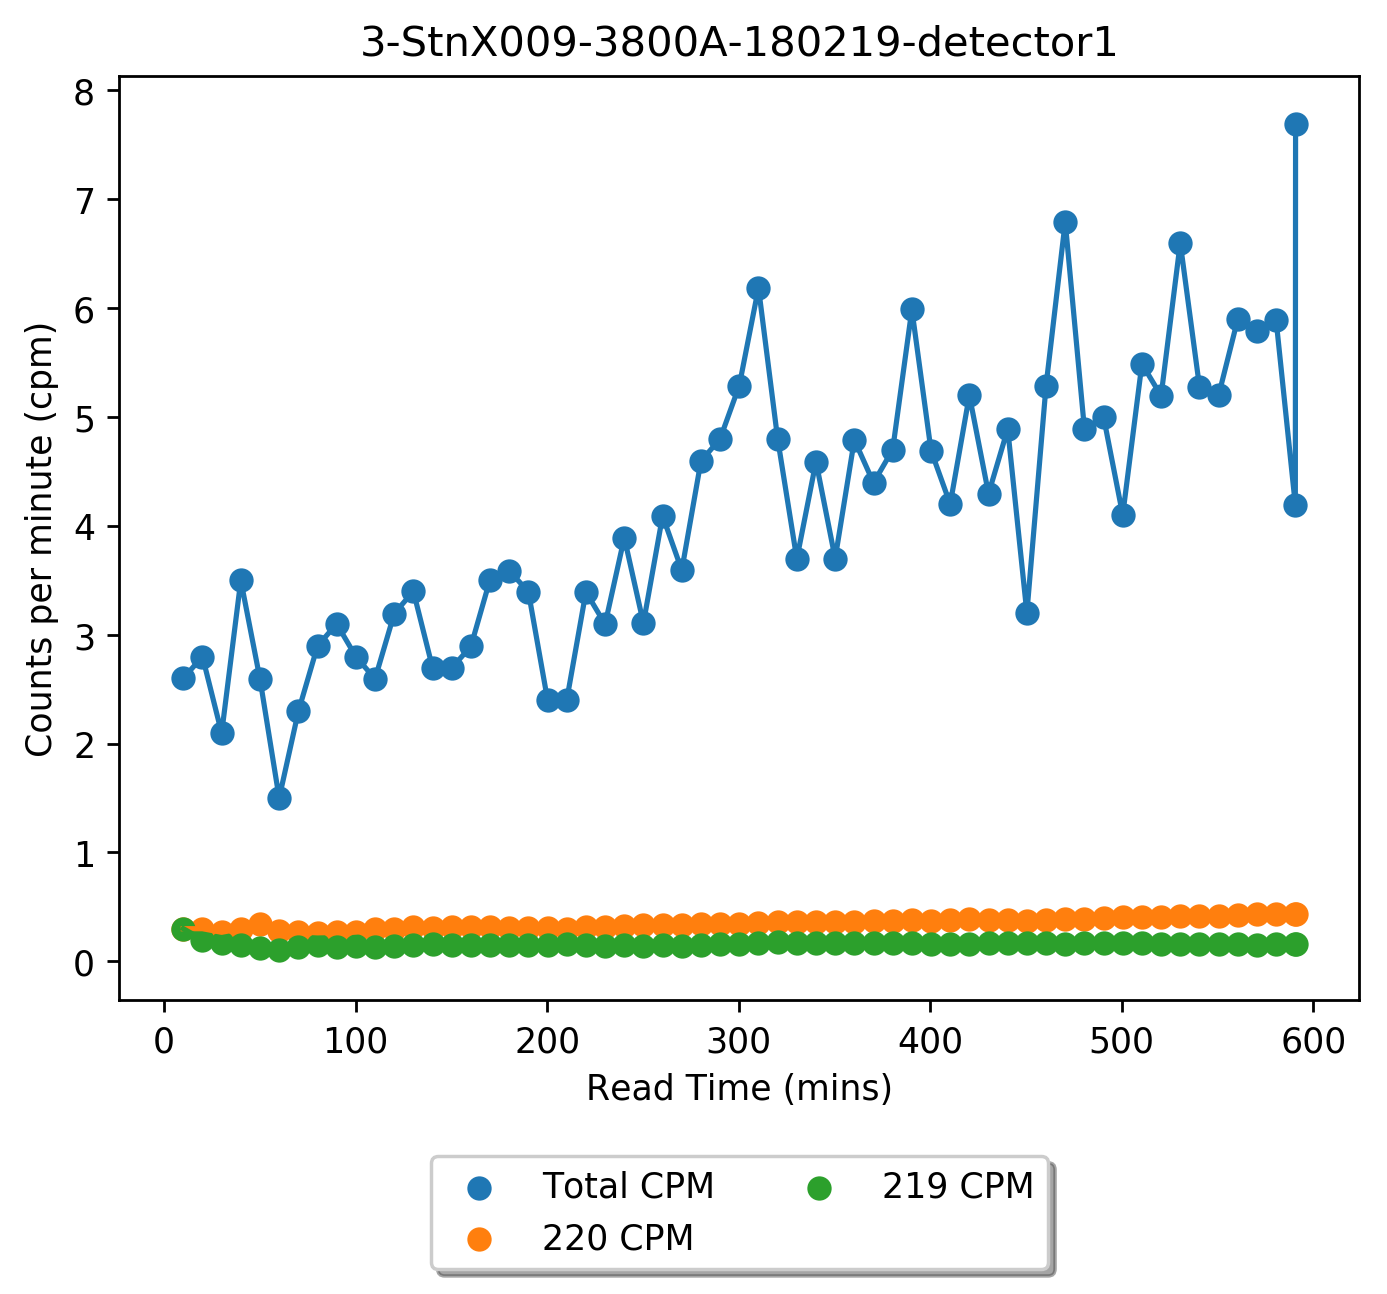 3-StnX009-3800A-180219-detector1
8
7
6
5
4
3
2
1
0
Counts per minute (cpm)
0 100 200 300 400 500 600
Read Time (mins)
Total CPM 219 CPM
220 CPM